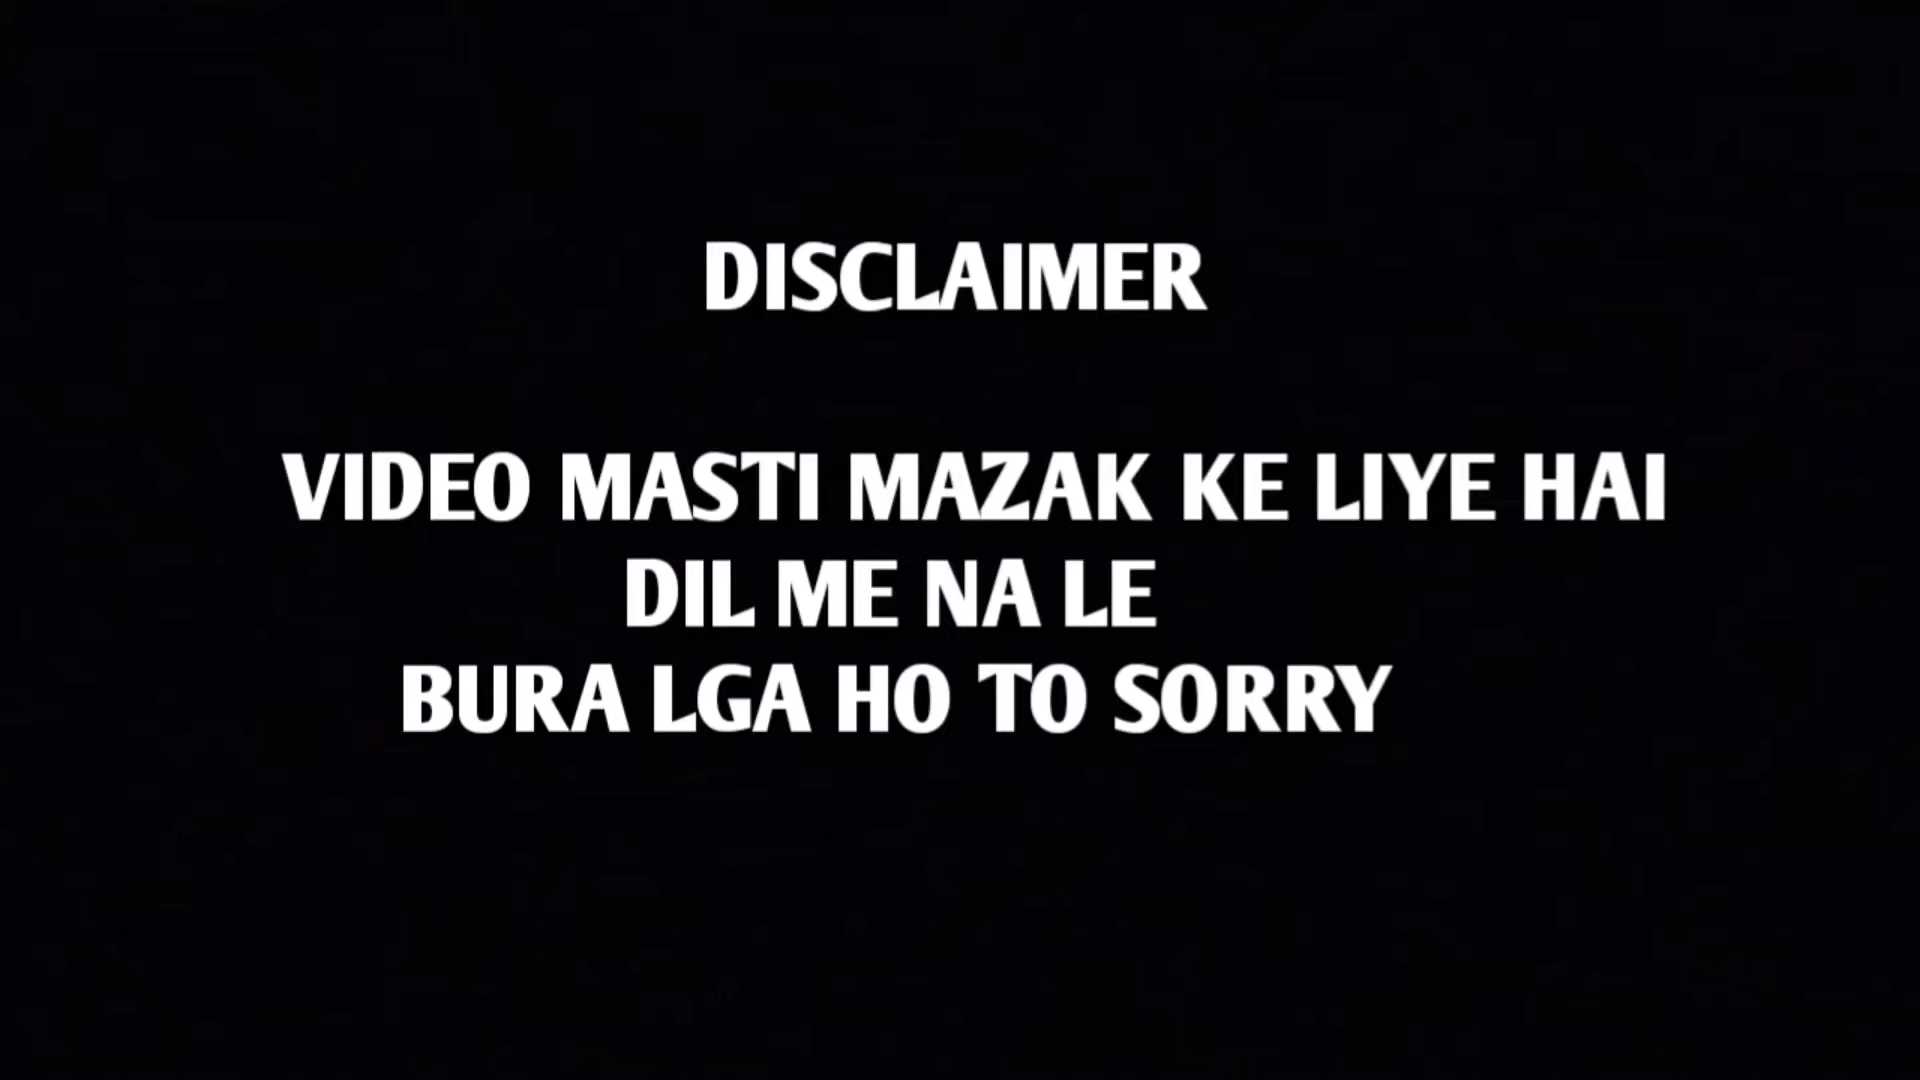 DISCLAIMER
VIDEO MASTI MAZAK KE LIYE HAI
DIL ME NA LE
BURA LGA HO TO SORRY